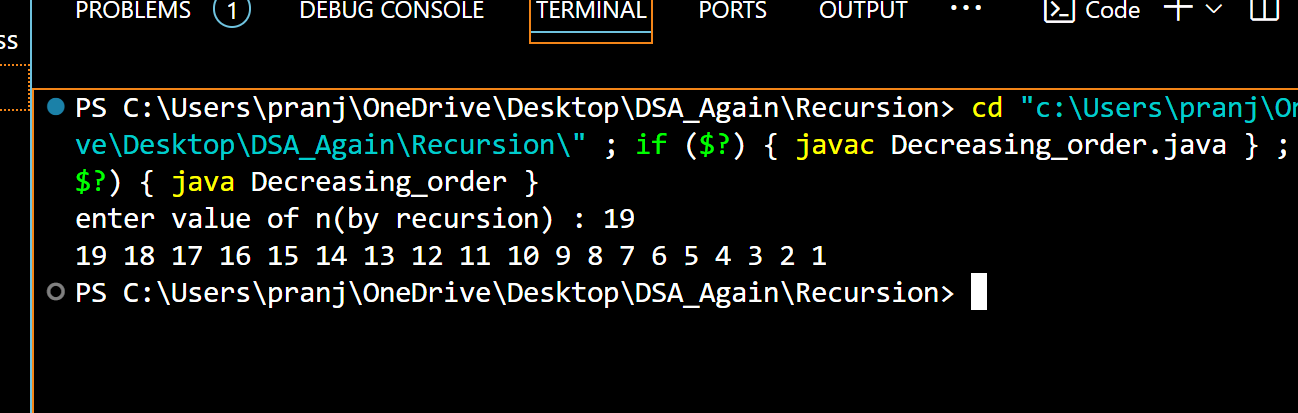 PROBLEMS 1 DEBUG CONSOLE TERMINAL PORTS OUTPUT ... Code
ss
PS C:\Users\pranj\OneDrive\Desktop\DSA_Again\Recursion> cd "c:\Users\pranj\On
ve\Desktop\DSA_Again\Recursion\" ; if ($?) { javac Decreasing_order.java } ;
$?) { java Decreasing_order }
enter value of n(by recursion) : 19
19 18 17 16 15 14 13 12 11 10 9 8 7 6 5 4 3 2 1
PS C:\Users\pranj\OneDrive\Desktop\DSA_Again\Recursion>